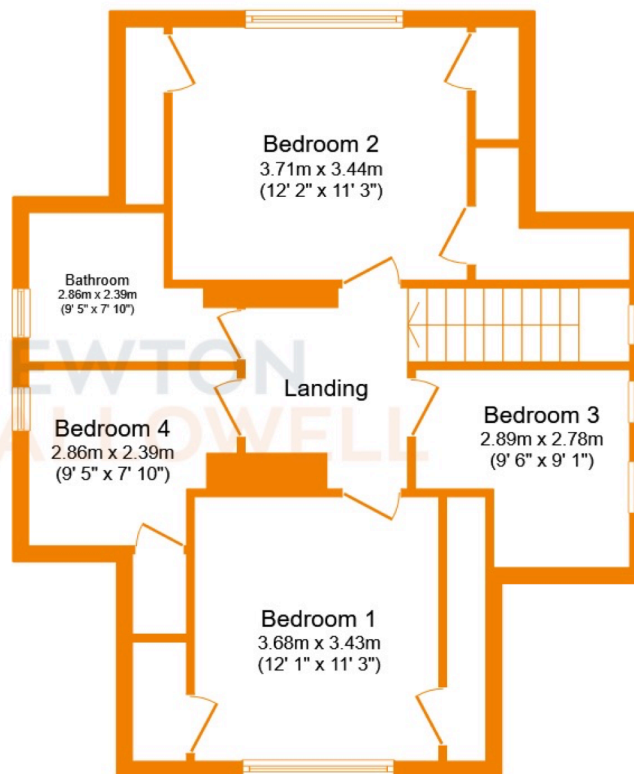 Bedroom 2
3.71m x 3.44m
(12' 2" x 11' 3")
Bathroom
2.86m x 2.39m
(9' 5" x 7' 10")
EWTON
ALLOWELL
Landing
Bedroom 4
2.86m x 2.39m
(9' 5" x 7' 10")
Bedroom 3
2.89m x 2.78m
(9' 6" x 9' 1")
Bedroom 1
3.68m x 3.43m
(12' 1" x 11' 3")